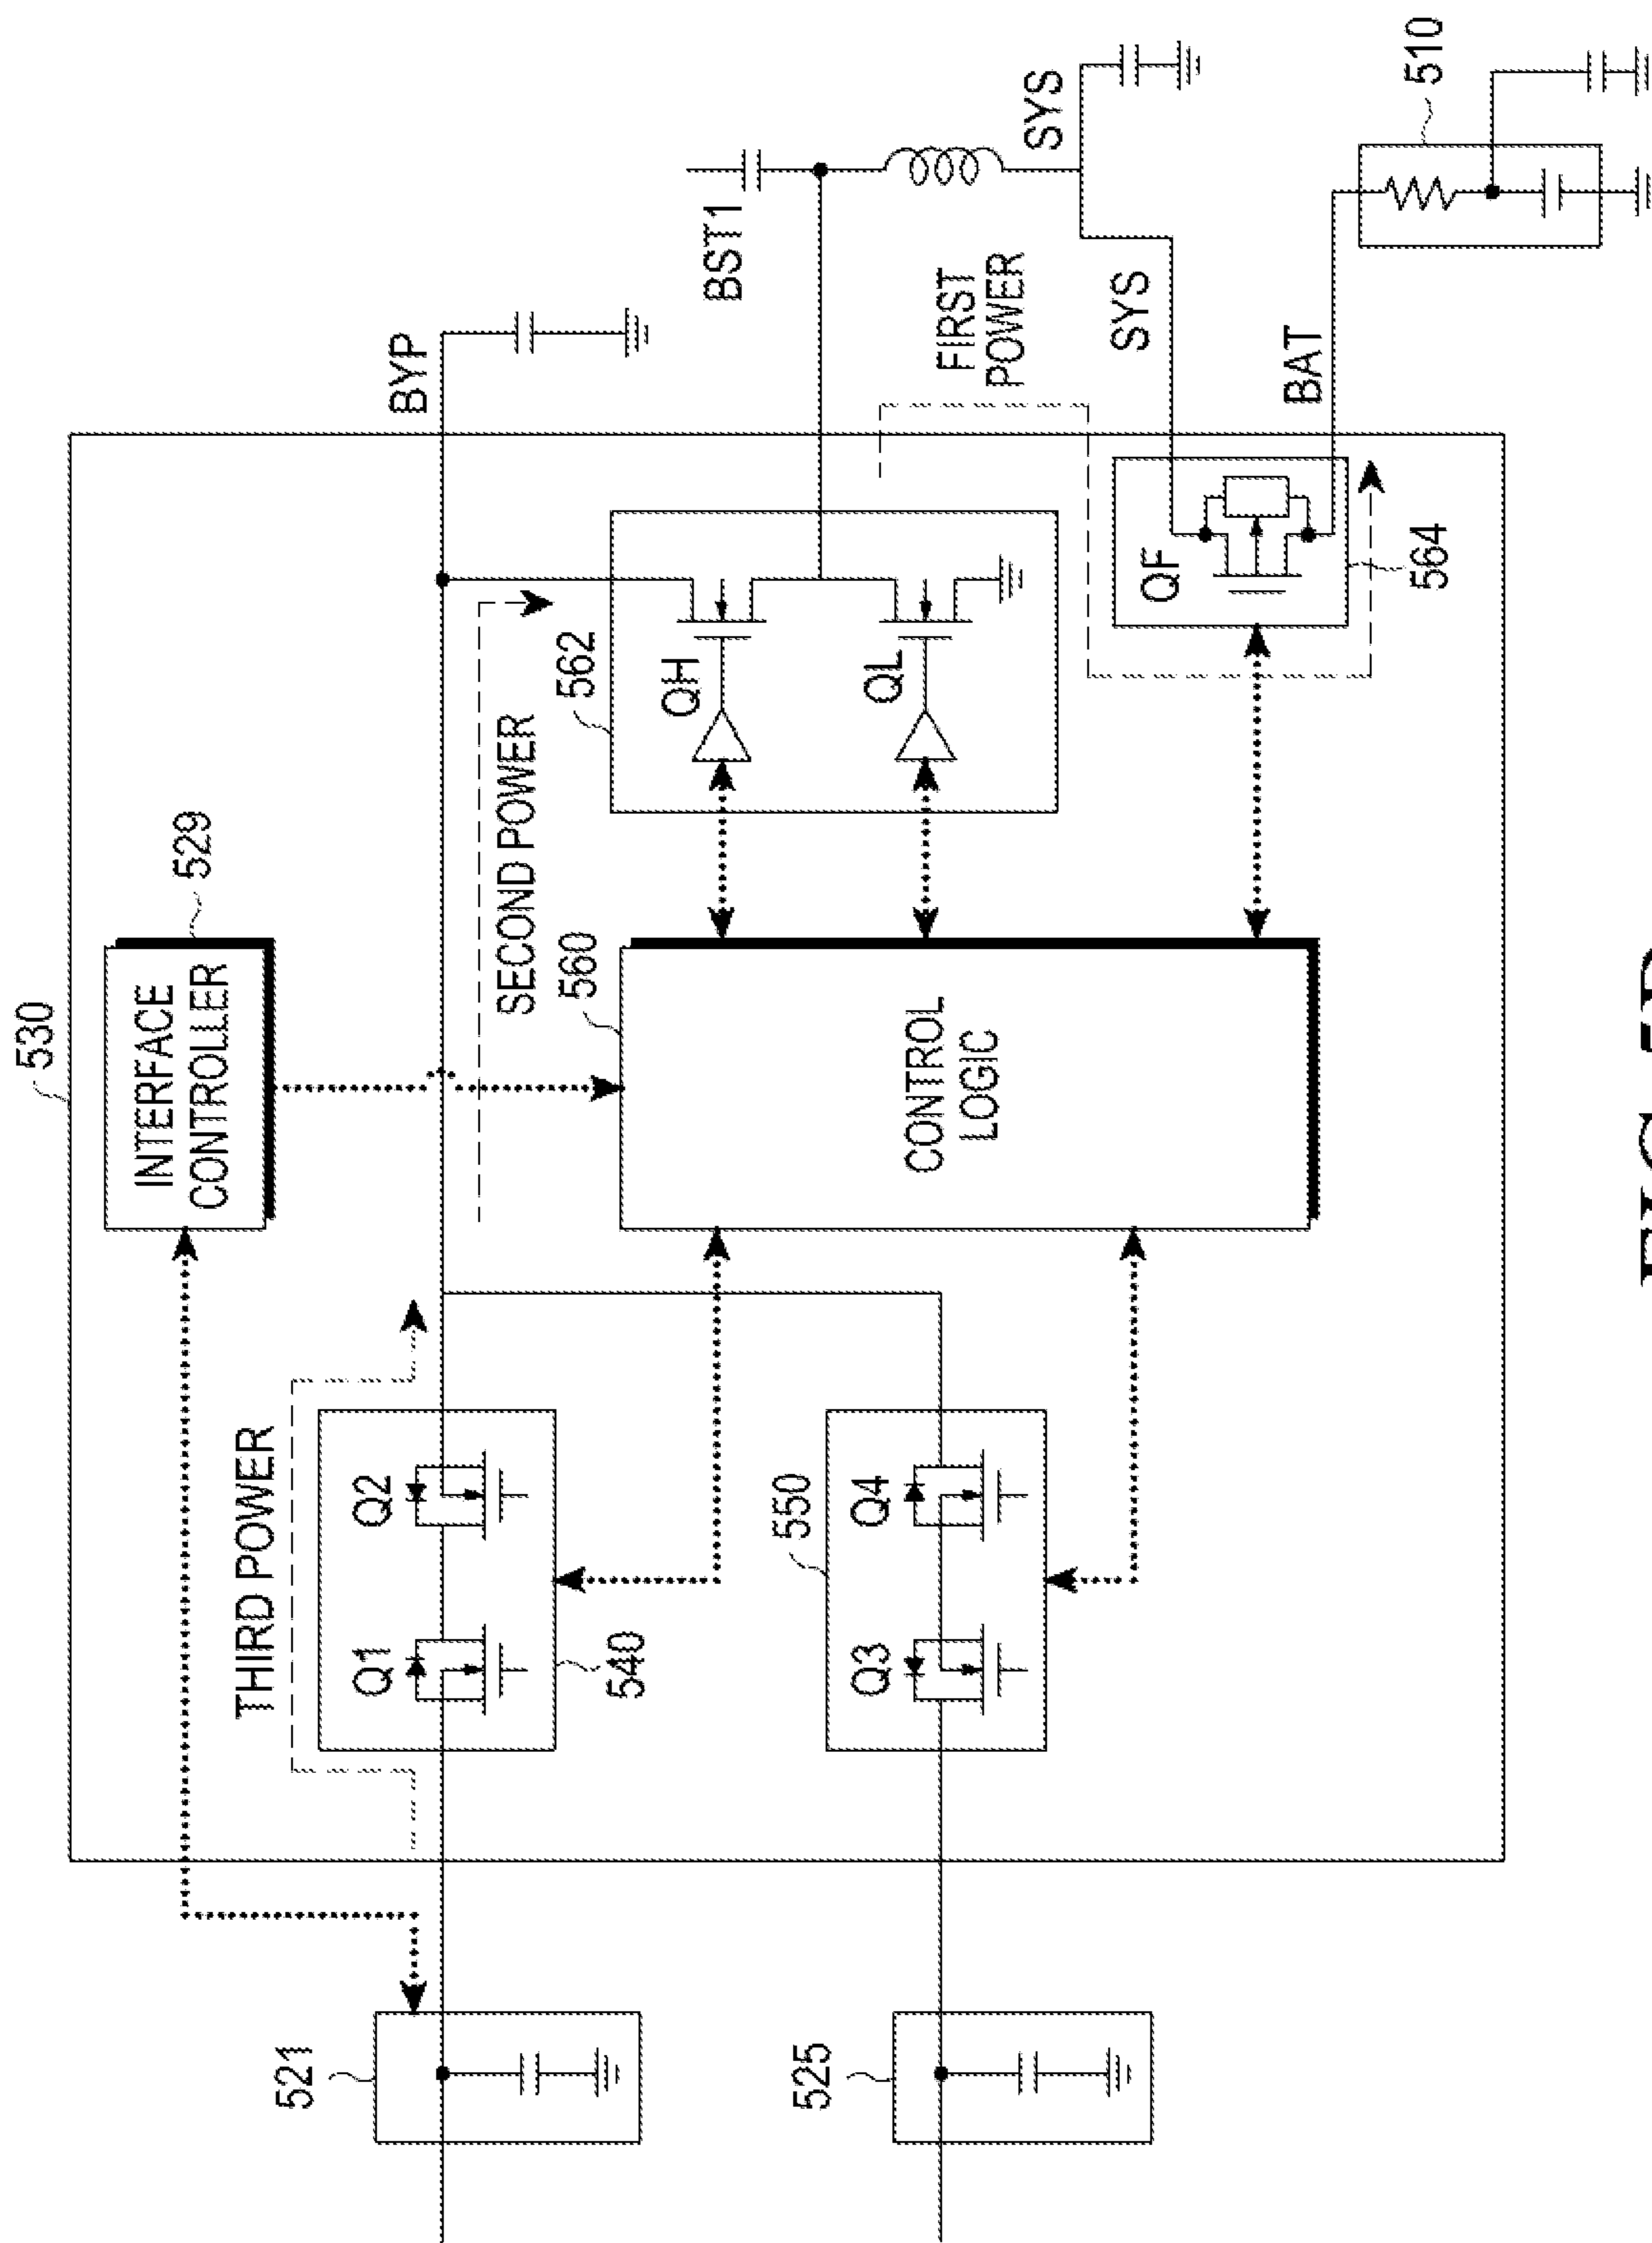 530
INTERFACE
CONTROLLER
529
BYP
THIRD POWER
SECOND POWER
Q1
Q2
540
521
562
QH
QL
BST1
FIRST
POWER
SYS
SYS
560
CONTROL
LOGIC
550
Q3
Q4
525
QF
564
BAT
510